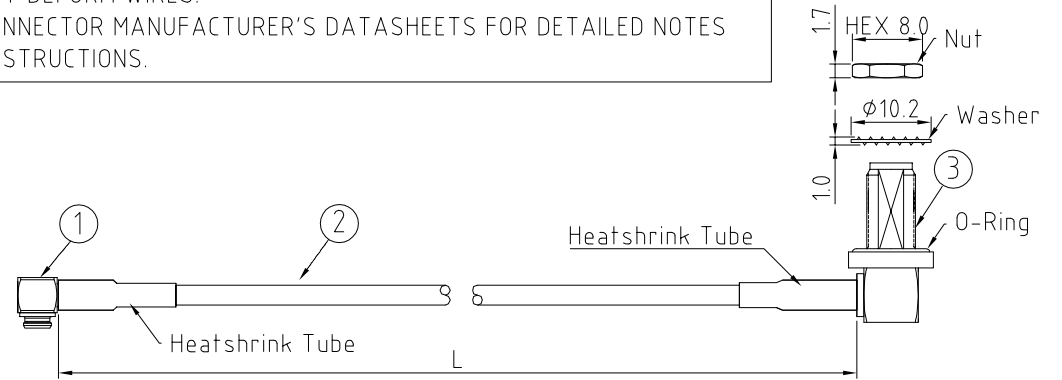 NNECTOR MANUFACTURER'S DATASHEETS FOR DETAILED NOTES
STRUCTIONS.
1.7
HEX 8.0
Nut
⌀10.2
Washer
1.0
3
O-Ring
1
2
Heatshrink Tube
Heatshrink Tube
L